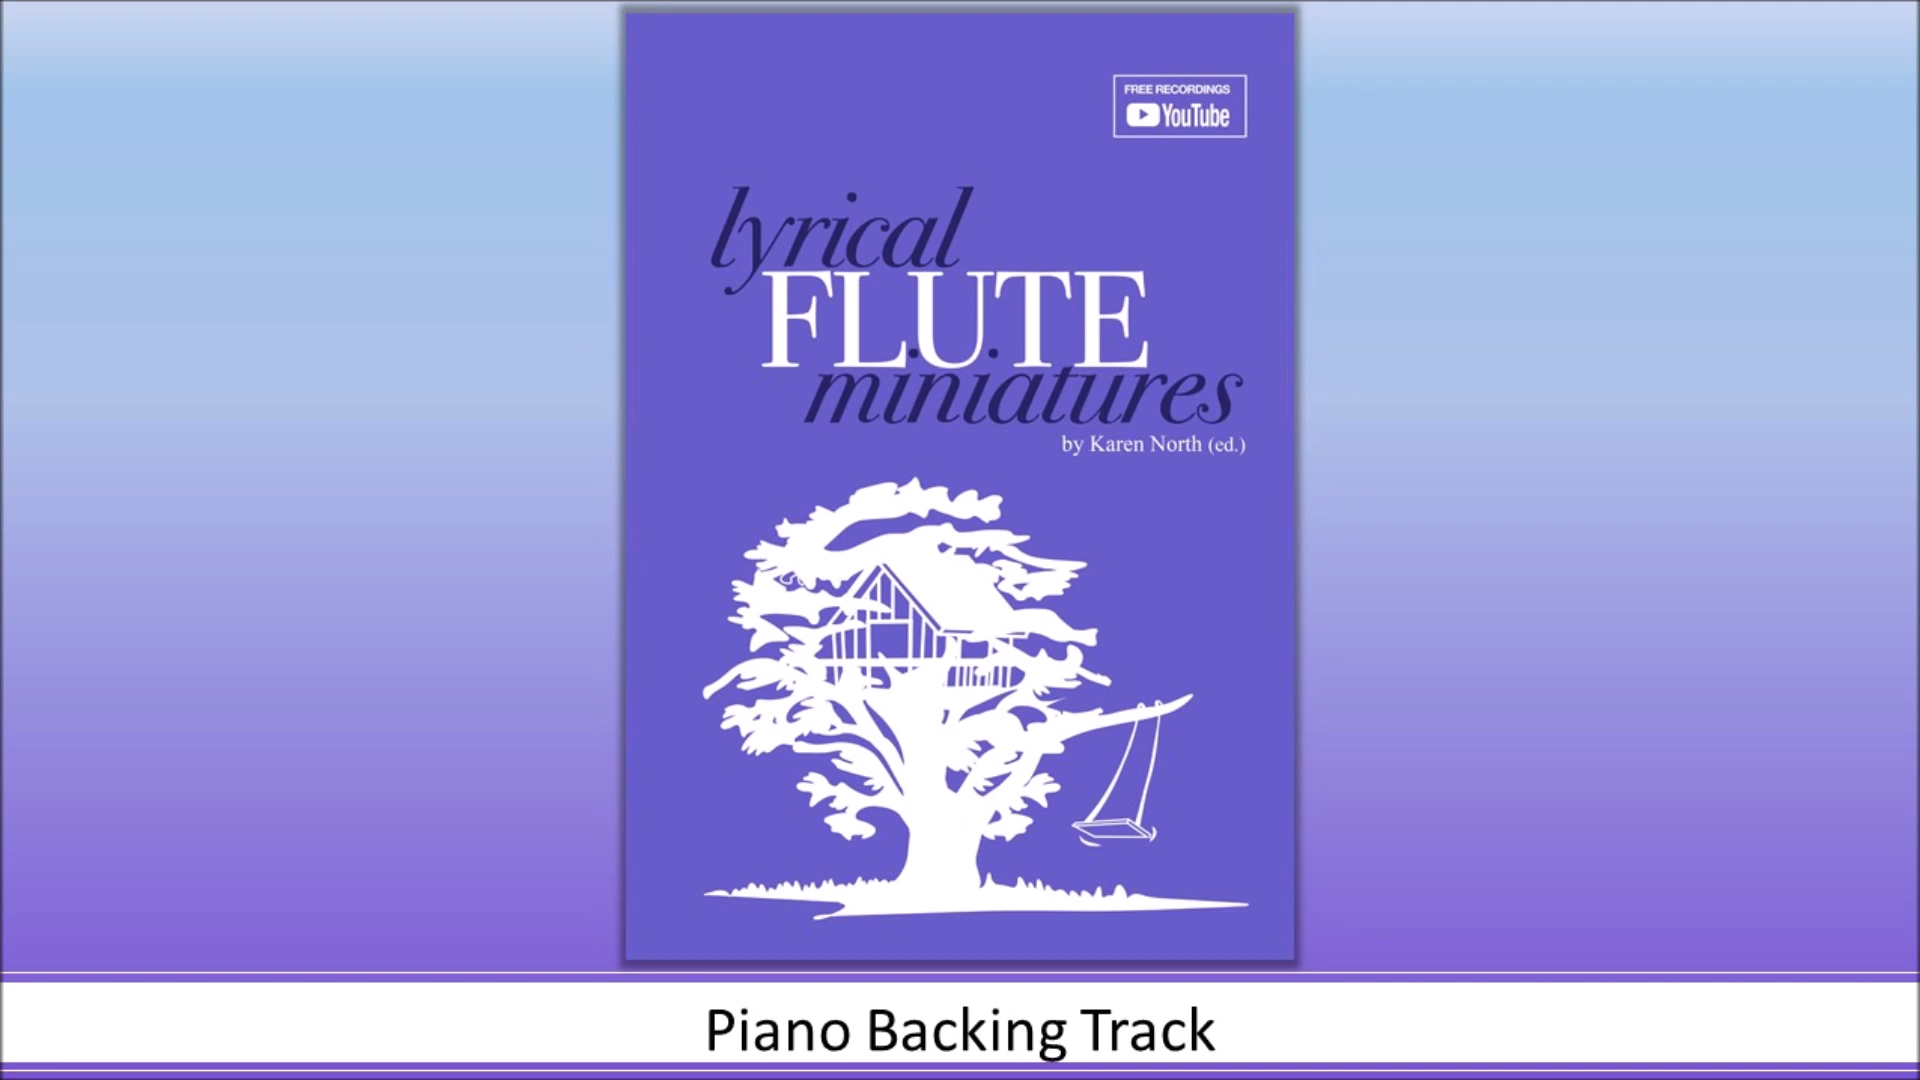 FREE RECORDINGS
YouTube
lyrical
FLUTE
miniatures
by Karen North (ed.)
Piano Backing Track